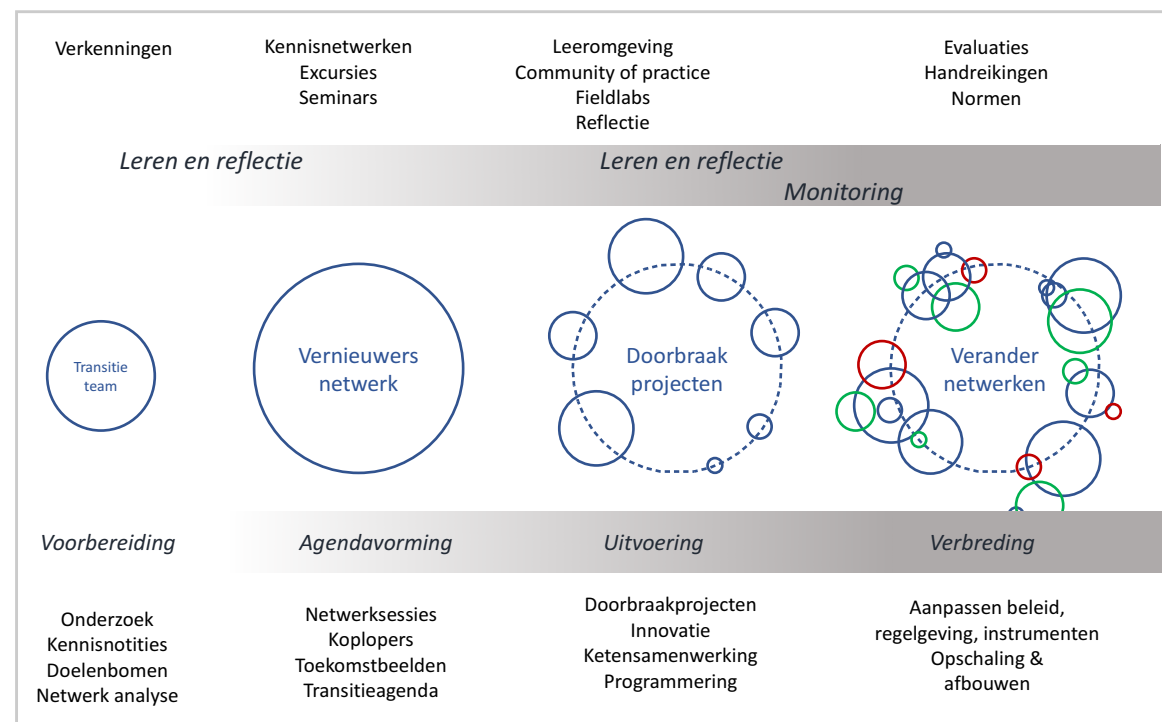 Verkenningen
Kennisnetwerken
Excursies
Seminars
Leeromgeving
Community of practice
Fieldlabs
Reflectie
Evaluaties
Handreikingen
Normen
Leren en reflectie
Leren en reflectie
Monitoring
Transitie
team
Vernieuwers
netwerk
Doorbraak
projecten
Verander
netwerken
Voorbereiding
Agendavorming
Uitvoering
Verbreding
Onderzoek
Kennisnotities
Doelenbomen
Netwerk analyse
Netwerksessies
Koplopers
Toekomstbeelden
Transitieagenda
Doorbraakprojecten
Innovatie
Ketensamenwerking
Programmering
Aanpassen beleid,
regelgeving, instrumenten
Opschaling &
afbouwen